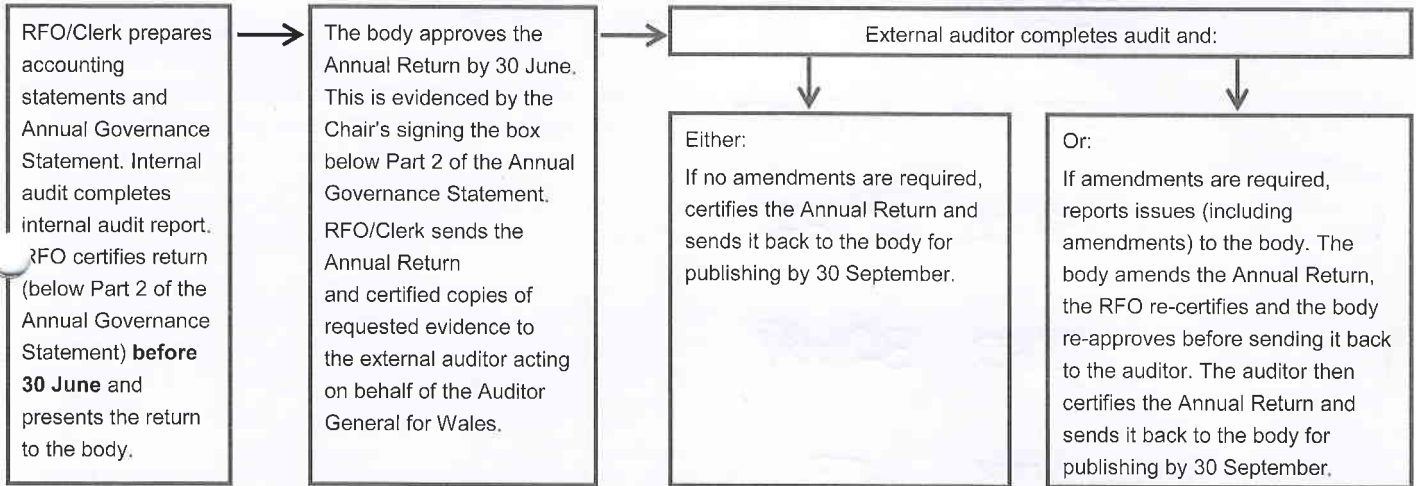 RFO/Clerk prepares
accounting
statements and
Annual Governance
Statement. Internal
audit completes
internal audit report.
RFO certifies return
(below Part 2 of the
Annual Governance
Statement) before
30 June and
presents the return
to the body.
The body approves the
Annual Return by 30 June.
This is evidenced by the
Chair's signing the box
below Part 2 of the Annual
Governance Statement.
RFO/Clerk sends the
Annual Return
and certified copies of
requested evidence to
the external auditor acting
on behalf of the Auditor
General for Wales.
External auditor completes audit and:
Either:
If no amendments are required,
certifies the Annual Return and
sends it back to the body for
publishing by 30 September.
Or:
If amendments are required,
reports issues (including
amendments) to the body. The
body amends the Annual Return,
the RFO re-certifies and the body
re-approves before sending it back
to the auditor. The auditor then
certifies the Annual Return and
sends it back to the body for
publishing by 30 September.